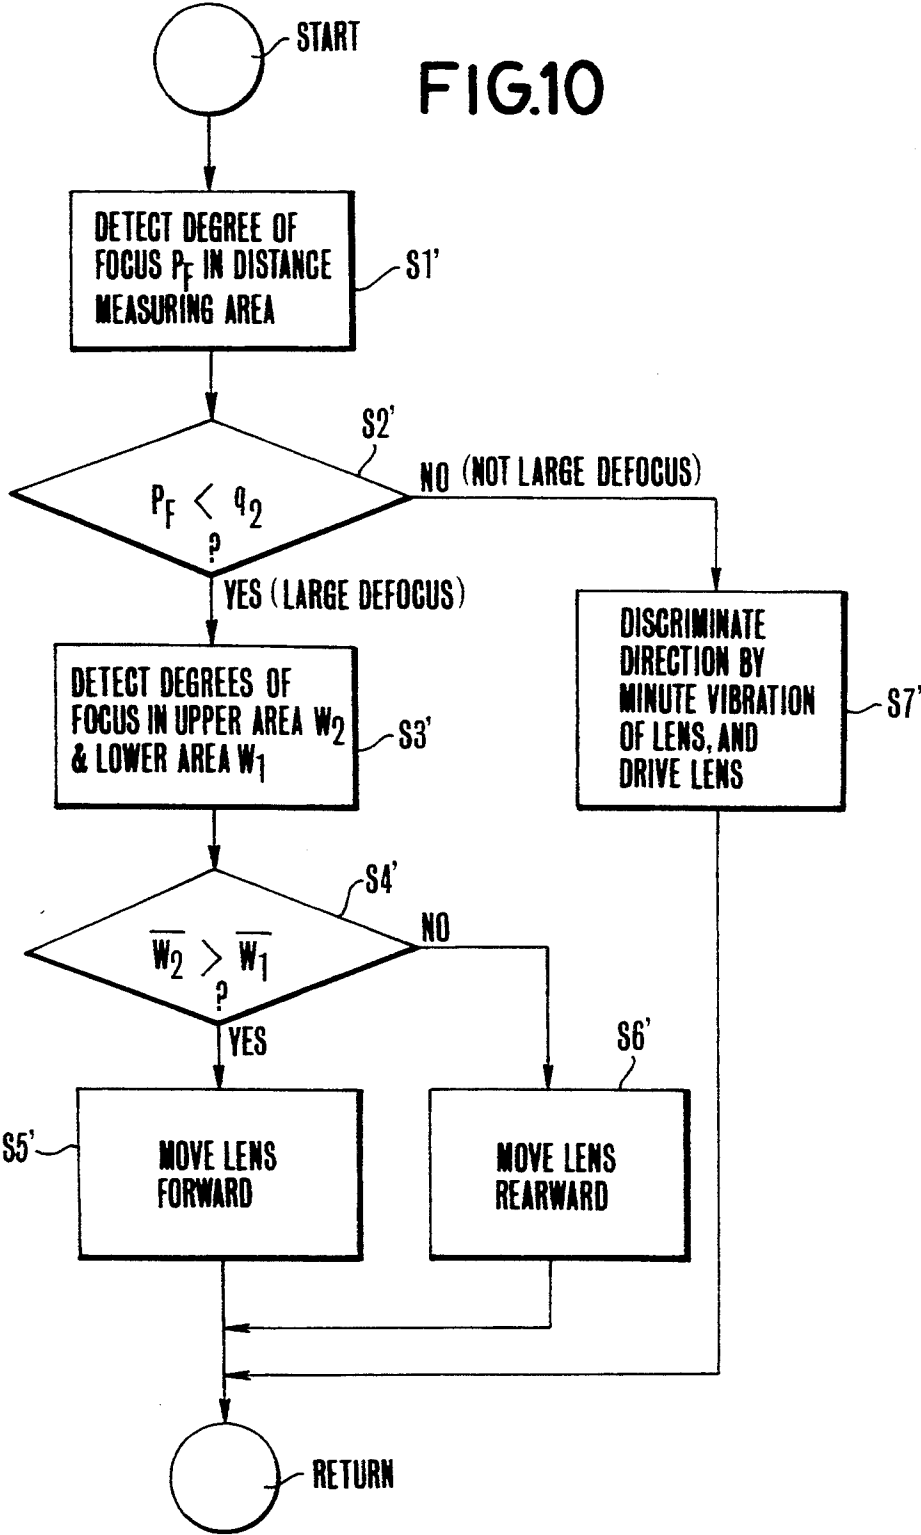 START
FIG.10
DETECT DEGREE OF
FOCUS PF IN DISTANCE
MEASURING AREA
S1'
S2'
PF < q2
?
NO (NOT LARGE DEFOCUS)
YES (LARGE DEFOCUS)
DETECT DEGREES OF
FOCUS IN UPPER AREA W2
& LOWER AREA W1
S3'
DISCRIMINATE
DIRECTION BY
MINUTE VIBRATION
OF LENS, AND
DRIVE LENS
S7'
S4'
W̅2̅ > W̅1̅
?
NO
YES
S5'
MOVE LENS
FORWARD
S6'
MOVE LENS
REARWARD
RETURN